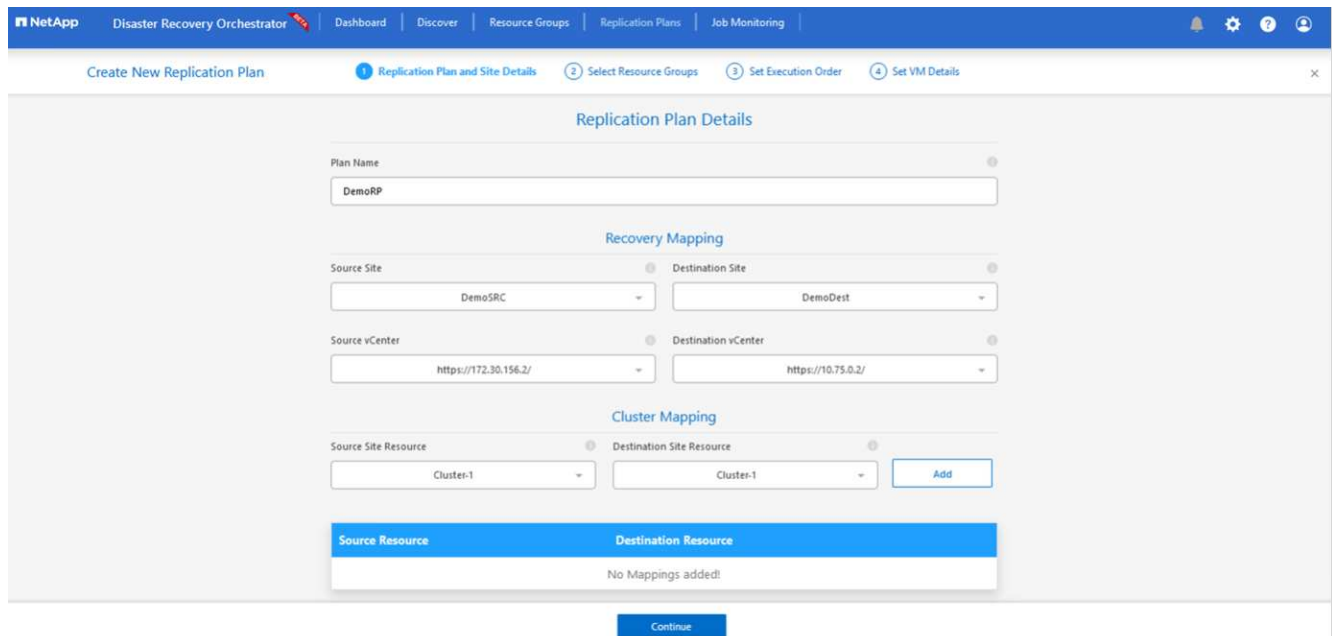 NetApp Disaster Recovery Orchestrator BETA Dashboard Discover Resource Groups Replication Plans Job Monitoring ?
Create New Replication Plan 1 Replication Plan and Site Details 2 Select Resource Groups 3 Set Execution Order 4 Set VM Details ×
Replication Plan Details
Plan Name
DemoRP
Recovery Mapping
Source Site Destination Site
DemoSRC DemoDest
Source vCenter Destination vCenter
https://172.30.156.2/ https://10.75.0.2/
Cluster Mapping
Source Site Resource Destination Site Resource
Cluster-1 Cluster-1 Add
Source Resource Destination Resource
No Mappings added!
Continue